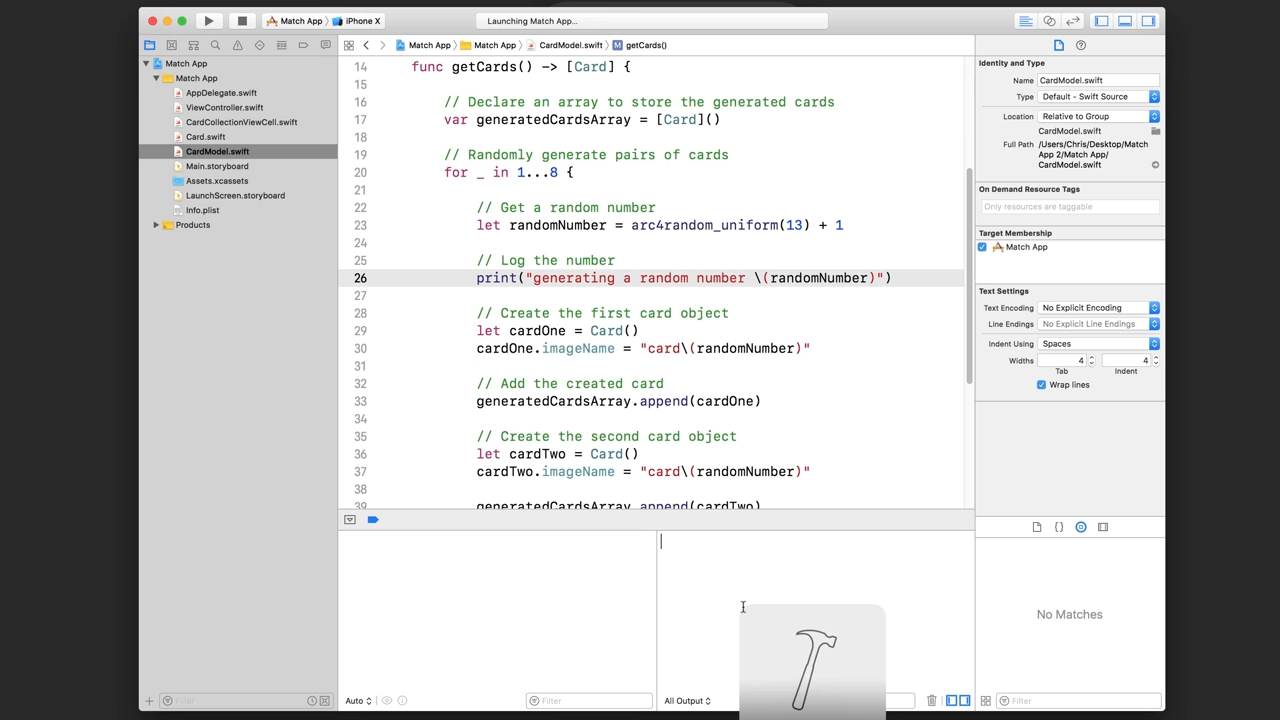 Match App
iPhone X
Launching Match App...
Match App
Match App
CardModel.swift
M
getCards()
Match App
Match App
AppDelegate.swift
ViewController.swift
CardCollectionViewCell.swift
Card.swift
CardModel.swift
Main.storyboard
Assets.xcassets
LaunchScreen.storyboard
Info.plist
Products
Filter
14 func getCards() -> [Card] {
15
16 // Declare an array to store the generated cards
17 var generatedCardsArray = [Card]()
18
19 // Randomly generate pairs of cards
20 for _ in 1...8 {
21
22 // Get a random number
23 let randomNumber = arc4random_uniform(13) + 1
24
25 // Log the number
26 print("generating a random number \(randomNumber)")
27
28 // Create the first card object
29 let cardOne = Card()
30 cardOne.imageName = "card\(randomNumber)"
31
32 // Add the created card
33 generatedCardsArray.append(cardOne)
34
35 // Create the second card object
36 let cardTwo = Card()
37 cardTwo.imageName = "card\(randomNumber)"
38
39 generatedCardsArray.append(cardTwo)
Auto
Filter
All Output
Identity and Type
Name CardModel.swift
Type Default - Swift Source
Location Relative to Group
CardModel.swift
Full Path /Users/Chris/Desktop/Match
App 2/Match App/
CardModel.swift
On Demand Resource Tags
Only resources are taggable
Target Membership
Match App
Text Settings
Text Encoding No Explicit Encoding
Line Endings No Explicit Line Endings
Indent Using Spaces
Widths 4 4
Tab Indent
Wrap lines
{}
No Matches
Filter